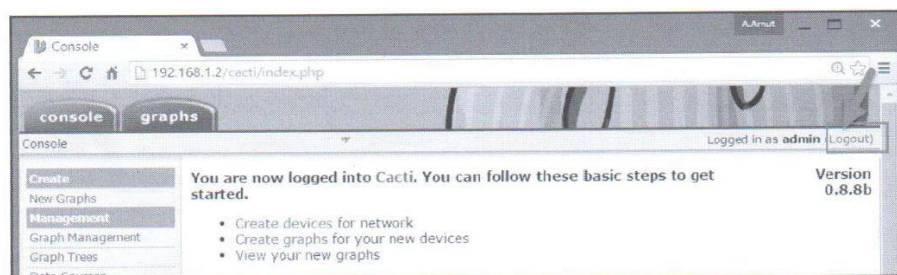 A.Arnut
Console
192.168.1.2/cacti/index.php
console graphs
Console
Logged in as admin (Logout)
Create
New Graphs
Management
Graph Management
Graph Trees
Data Sources
You are now logged into Cacti. You can follow these basic steps to get
started.
• Create devices for network
• Create graphs for your new devices
• View your new graphs
Version
0.8.8b